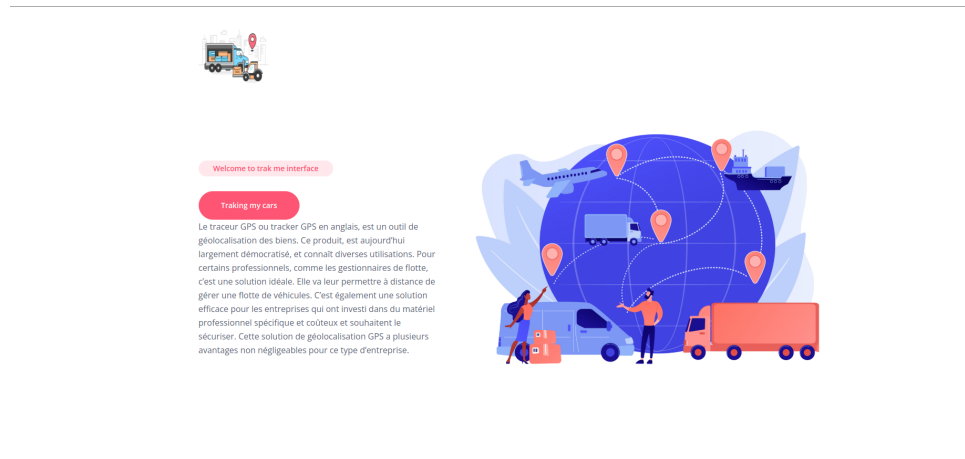 Welcome to trak me interface
Traking my cars
Le traceur GPS ou tracker GPS en anglais, est un outil de
géolocalisation des biens. Ce produit, est aujourd'hui
largement démocratisé, et connaît diverses utilisations. Pour
certains professionnels, comme les gestionnaires de flotte,
c'est une solution idéale. Elle va leur permettre à distance de
gérer une flotte de véhicules. C'est également une solution
efficace pour les entreprises qui ont investi dans du matériel
professionnel spécifique et coûteux et souhaitent le
sécuriser. Cette solution de géolocalisation GPS a plusieurs
avantages non négligeables pour ce type d'entreprise.